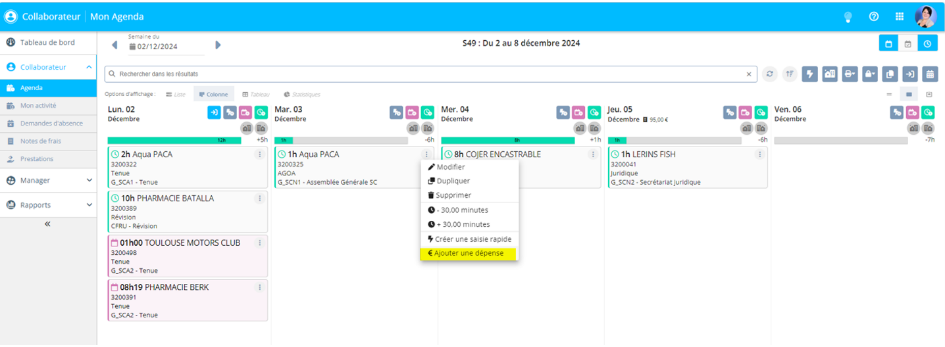 Collaborateur | Mon Agenda
Tableau de bord
Collaborateur
Agenda
Mon activité
Demandes d'absence
Notes de frais
Prestations
Manager
Rapports
«
Semaine du
02/12/2024
S49 : Du 2 au 8 décembre 2024
Rechercher dans les résultats
Options d'affichage : Liste Colonne Tableau Statistiques
Lun. 02
Décembre
+5h
2h Aqua PACA
3200322
Tenue
G_SCA1 - Tenue
10h PHARMACIE BATALLA
3200389
Révision
CFRU - Révision
01h00 TOULOUSE MOTORS CLUB
3200498
Tenue
G_SCA2 - Tenue
08h19 PHARMACIE BERK
3200391
Tenue
G_SCA2 - Tenue
Mar. 03
Décembre
1h
-6h
1h Aqua PACA
3200325
AGOA
G_SCN1 - Assemblée Générale SC
Modifier
Dupliquer
Supprimer
- 30,00 minutes
+ 30,00 minutes
Créer une saisie rapide
Ajouter une dépense
Mer. 04
Décembre
8h
+1h
8h COJER ENCASTRABLE
Jeu. 05
Décembre 95,00 €
1h
-6h
1h LERINS FISH
3200041
Juridique
G_SCN2 - Secrétariat juridique
Ven. 06
Décembre
-7h